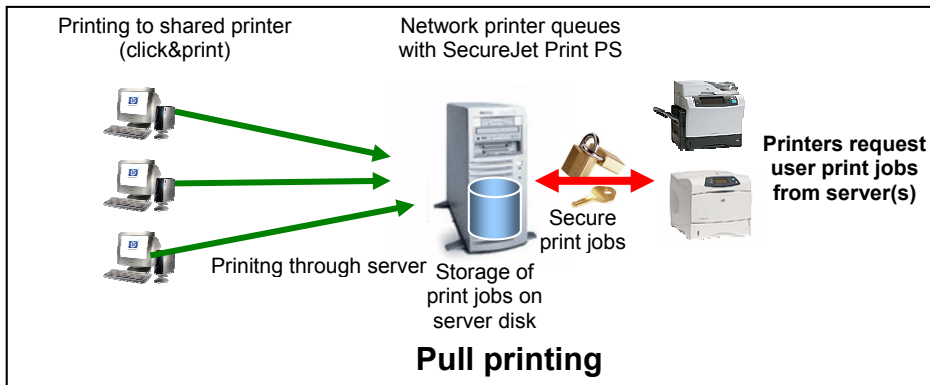 Printing to shared printer
(click&print)
Network printer queues
with SecureJet Print PS
Printers request
user print jobs
from server(s)
Secure
print jobs
Prinitng through server
Storage of
print jobs on
server disk
Pull printing